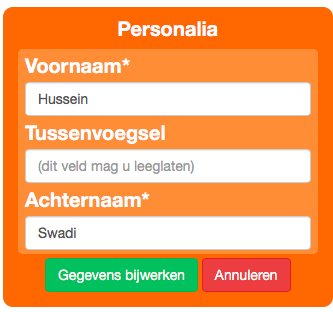 Personalia
Voornaam*
Hussein
Tussenvoegsel
(dit veld mag u leeglaten)
Achternaam*
Swadi
Gegevens bijwerken Annuleren